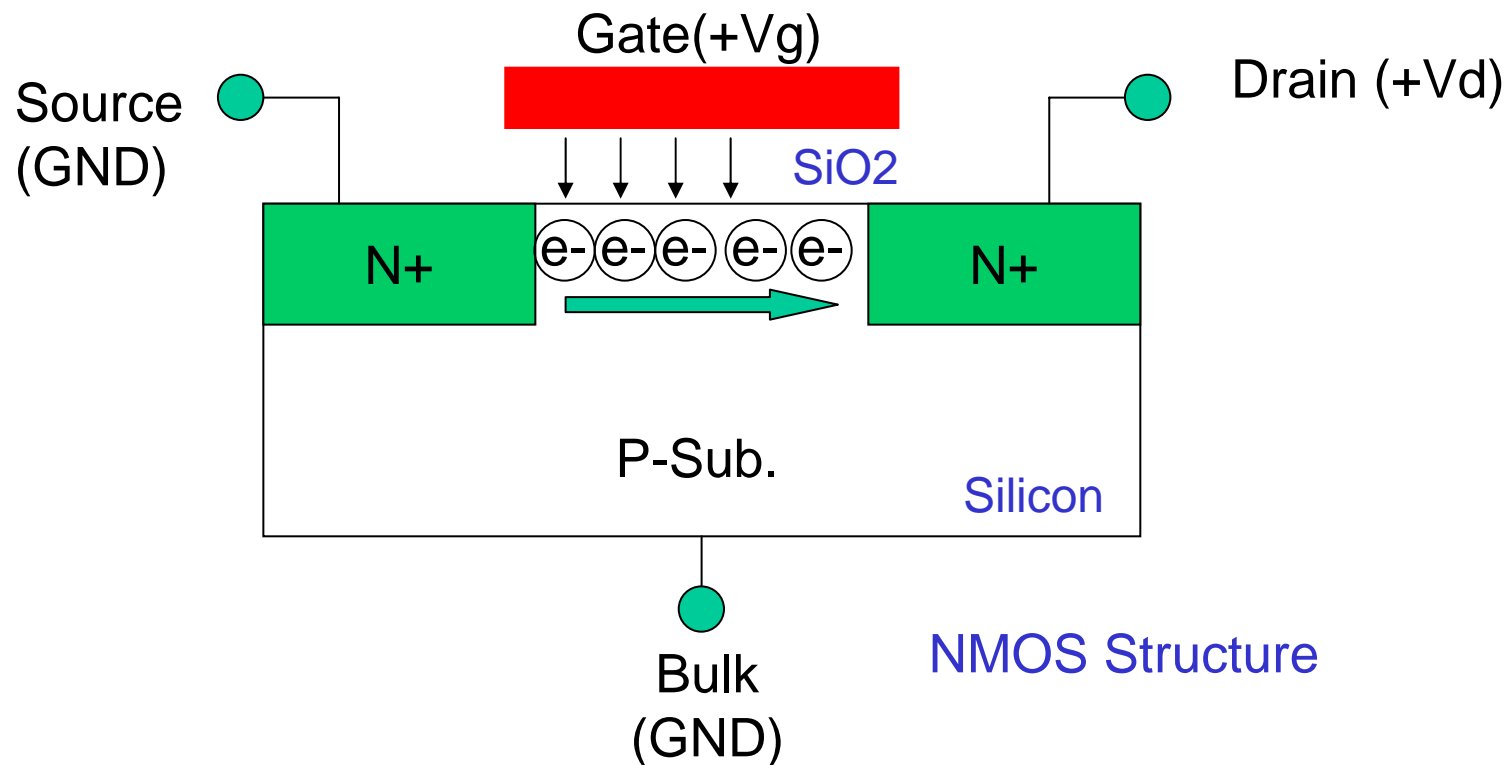 Gate(+Vg)
Source
(GND)
Drain (+Vd)
SiO2
N+
e- e- e- e- e-
N+
P-Sub.
Silicon
Bulk
(GND)
NMOS Structure